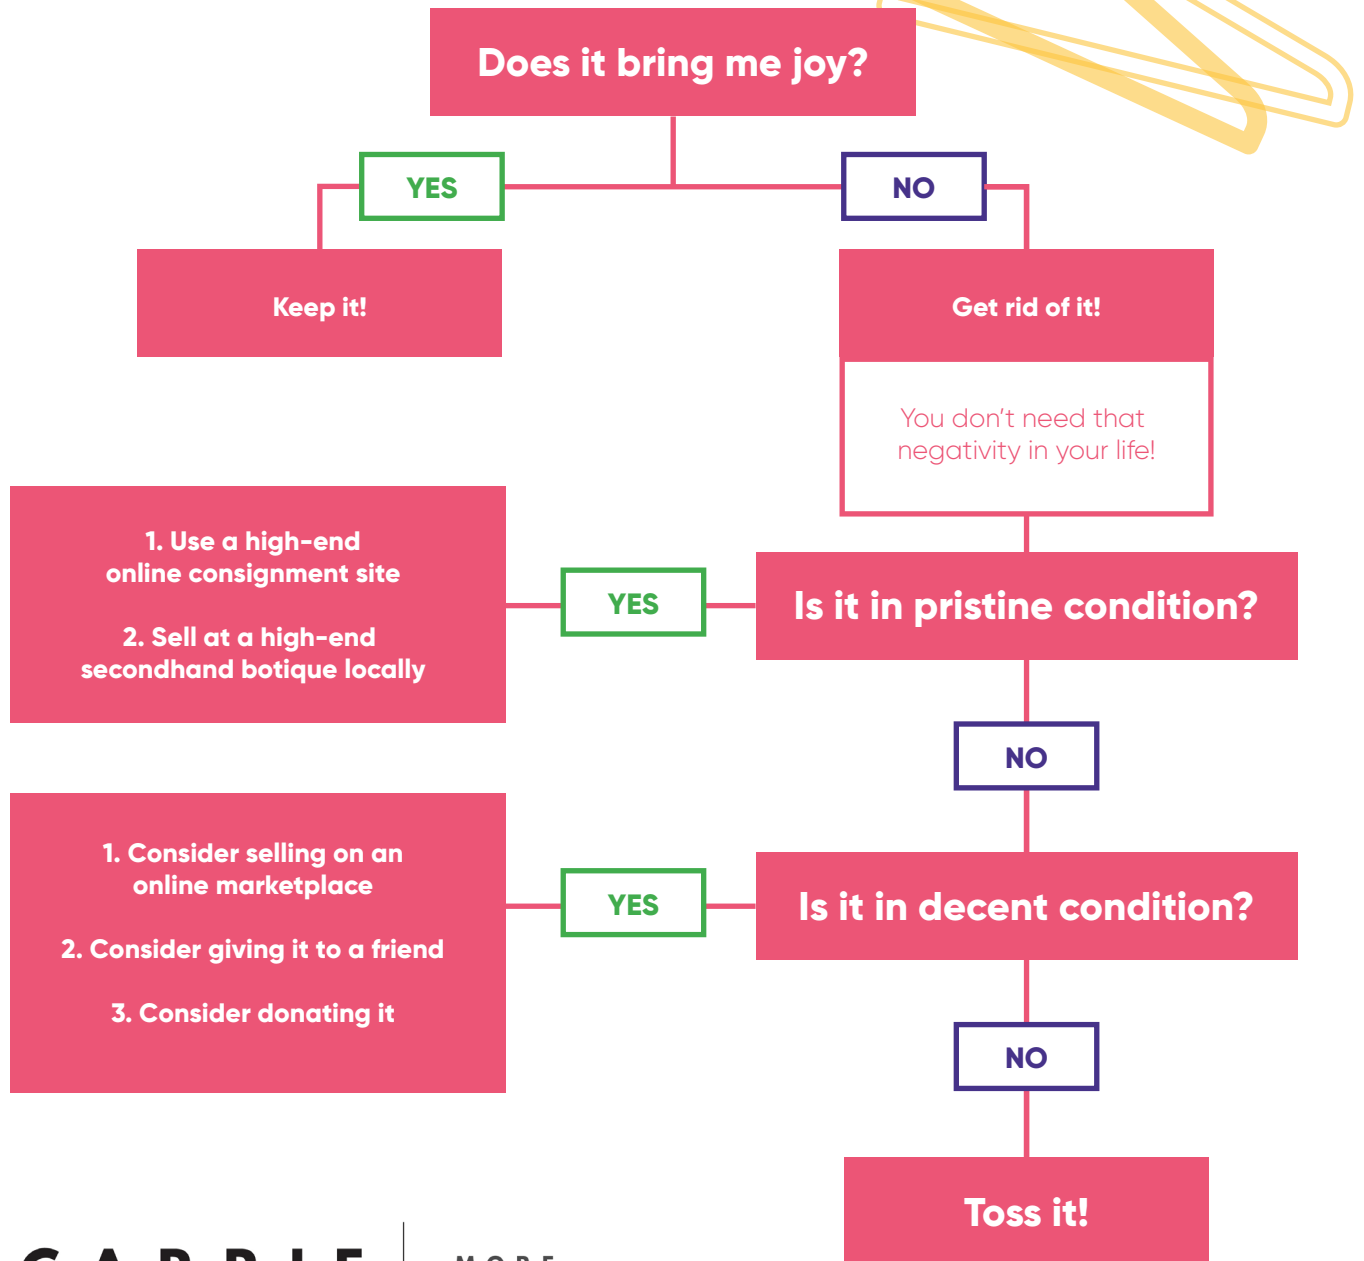 Does it bring me joy?
YES
NO
Keep it!
Get rid of it!
You don't need that
negativity in your life!
1. Use a high-end
online consignment site
2. Sell at a high-end
secondhand botique locally
YES
Is it in pristine condition?
NO
1. Consider selling on an
online marketplace
2. Consider giving it to a friend
3. Consider donating it
YES
Is it in decent condition?
NO
Toss it!
MORE